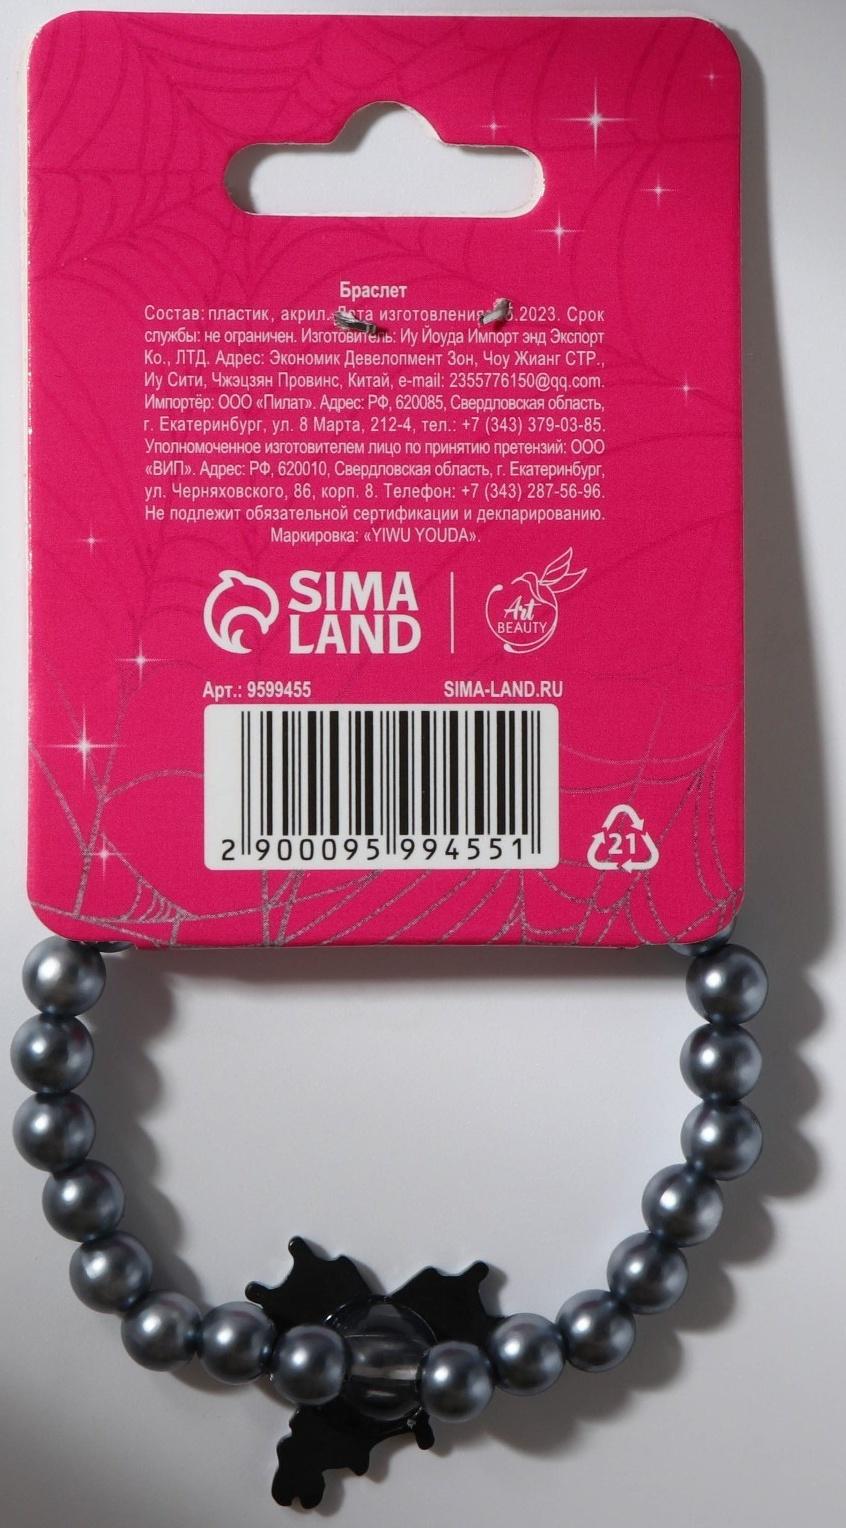 Браслет
Состав: пластик, акрил. Дата изготовления: .2023. Срок
службы: не ограничен. Изготовитель: Иу Йоуда Импорт энд Экспорт
Ко., ЛТД. Адрес: Экономик Девелопмент Зон, Чоу Жианг СТР.,
Иу Сити, Чжэцзян Провинс, Китай, e-mail: 2355776150@qq.com.
Импортёр: ООО «Пилат». Адрес: РФ, 620085, Свердловская область,
г. Екатеринбург, ул. 8 Марта, 212-4, тел.: +7 (343) 379-03-85.
Уполномоченное изготовителем лицо по принятию претензий: ООО
«ВИП». Адрес: РФ, 620010, Свердловская область, г. Екатеринбург,
ул. Черняховского, 86, корп. 8. Телефон: +7 (343) 287-56-96.
Не подлежит обязательной сертификации и декларированию.
Маркировка: «YIWU YOUDA».
SIMA
LAND
Art
BEAUTY
Арт.: 9599455 SIMA-LAND.RU
2 900095 994551
21